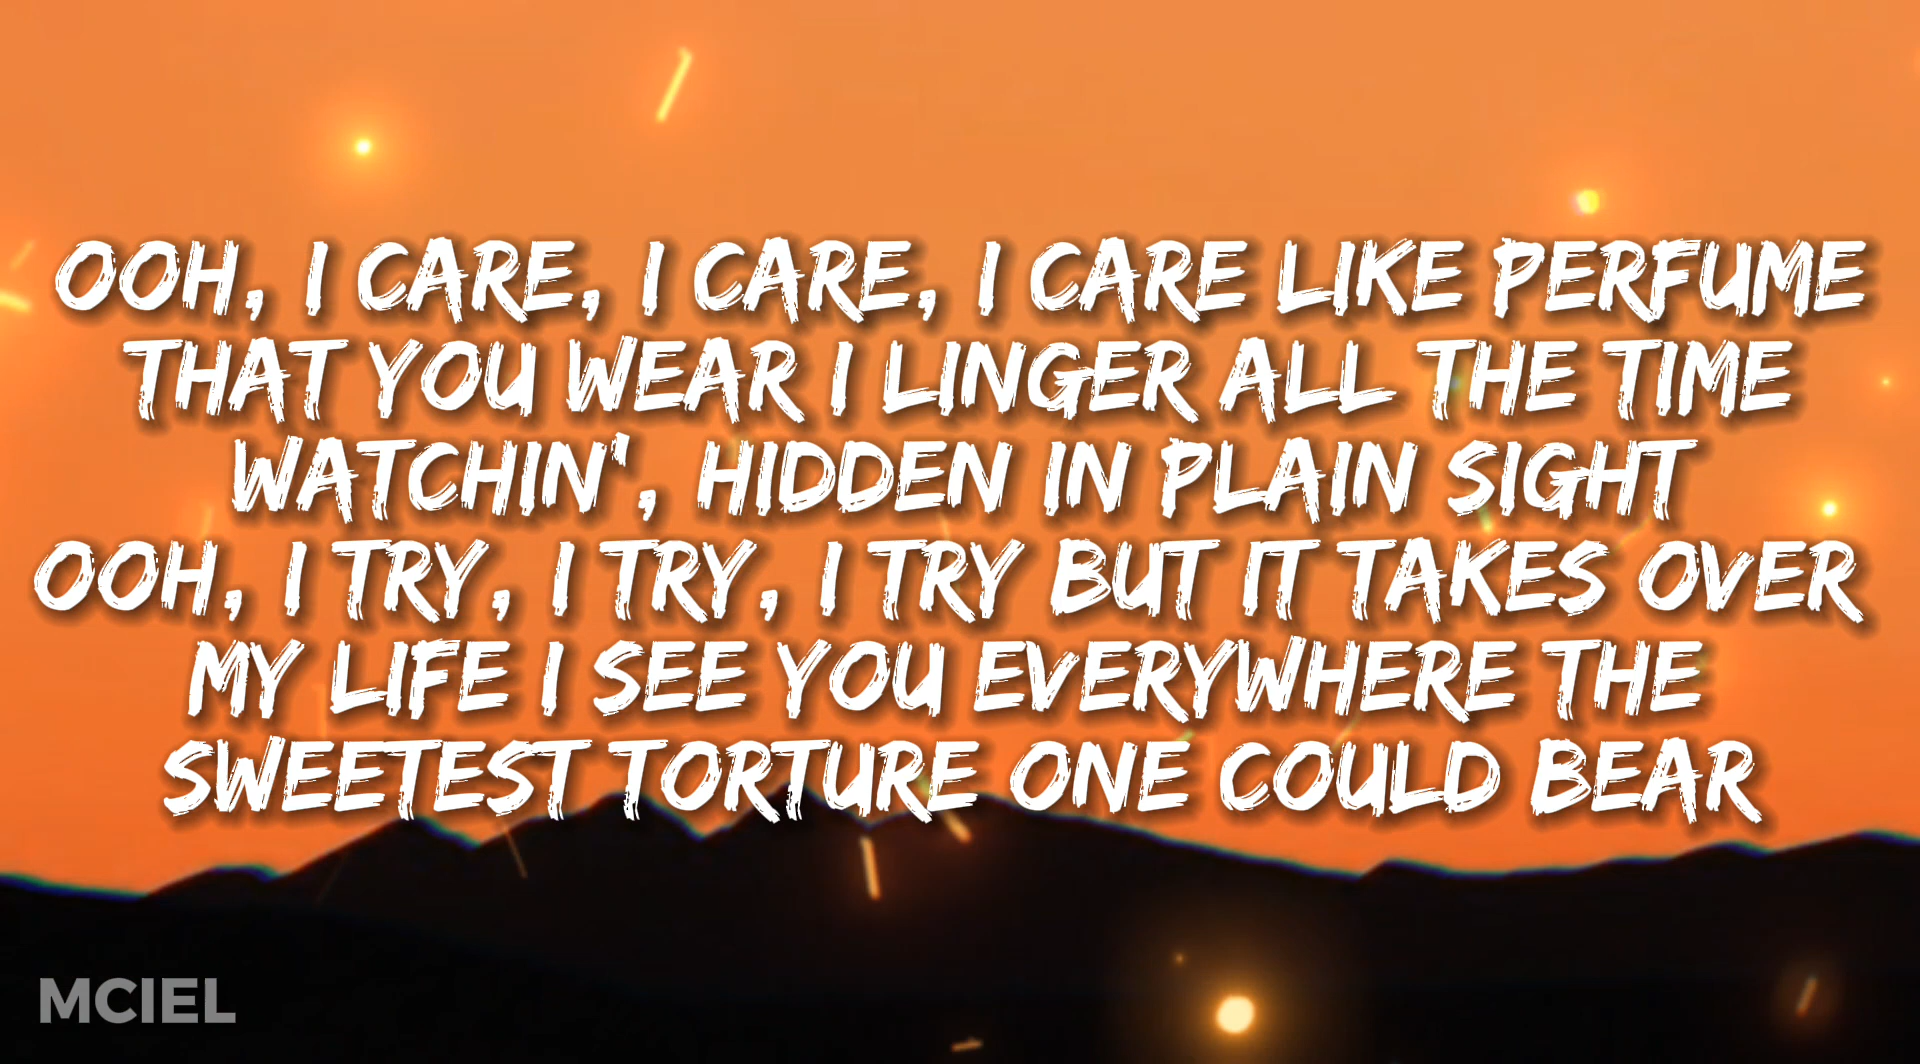 OOH, I CARE, I CARE, I CARE LIKE PERFUME
THAT YOU WEAR I LINGER ALL THE TIME
WATCHIN', HIDDEN IN PLAIN SIGHT
OOH, I TRY, I TRY, I TRY BUT IT TAKES OVER
MY LIFE I SEE YOU EVERYWHERE THE
SWEETEST TORTURE ONE COULD BEAR
MCIEL